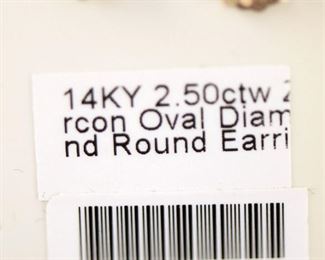 14KY 2.50ctw
rcon Oval Diam
nd Round Earri